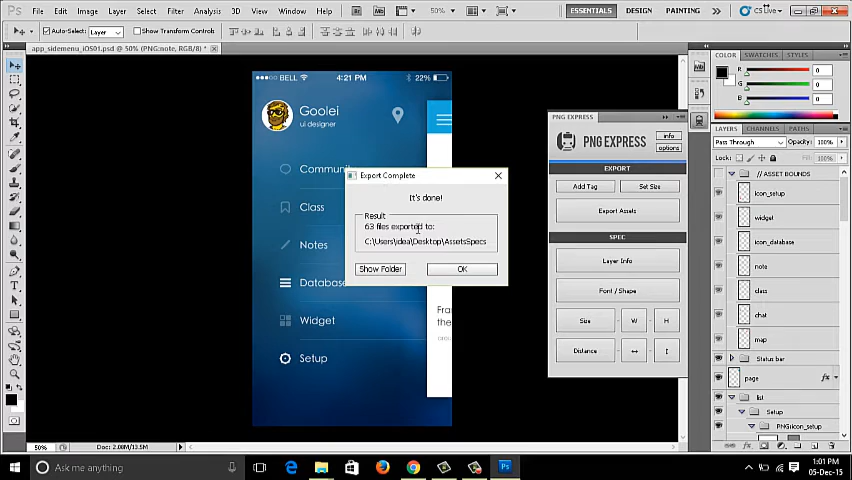 Ps File Edit Image Layer Select Filter Analysis 3D View Window Help
50% ESSENTIALS DESIGN PAINTING CS Live
Auto-Select: Layer Show Transform Controls
app_sidemenu_iOS01.psd @ 50% (PNG:note, RGB/8) *
BELL 4:21 PM 22%
Goolei
ui designer
Communi
Class
Notes
Database
Widget
Setup
Fra
the
Export Complete
It's done!
Result
63 files exported to:
C:\Users\idea\Desktop\AssetsSpecs
Show Folder OK
PNG EXPRESS
PNG EXPRESS
info
options
EXPORT
Add Tag Set Size
Export Assets
SPEC
Layer Info
Font / Shape
Size W H
Distance
COLOR SWATCHES STYLES
R 0
G 0
B 0
LAYERS CHANNELS PATHS
Pass Through Opacity: 100%
Lock: Fill: 100%
// ASSET BOUNDS
icon_setup
widget
icon_database
note
class
chat
map
Status bar
page fx
list
Setup
PNG:icon_setup
50% Doc: 2.00M/13.5M
Ask me anything
Ps
1:01 PM
05-Dec-15